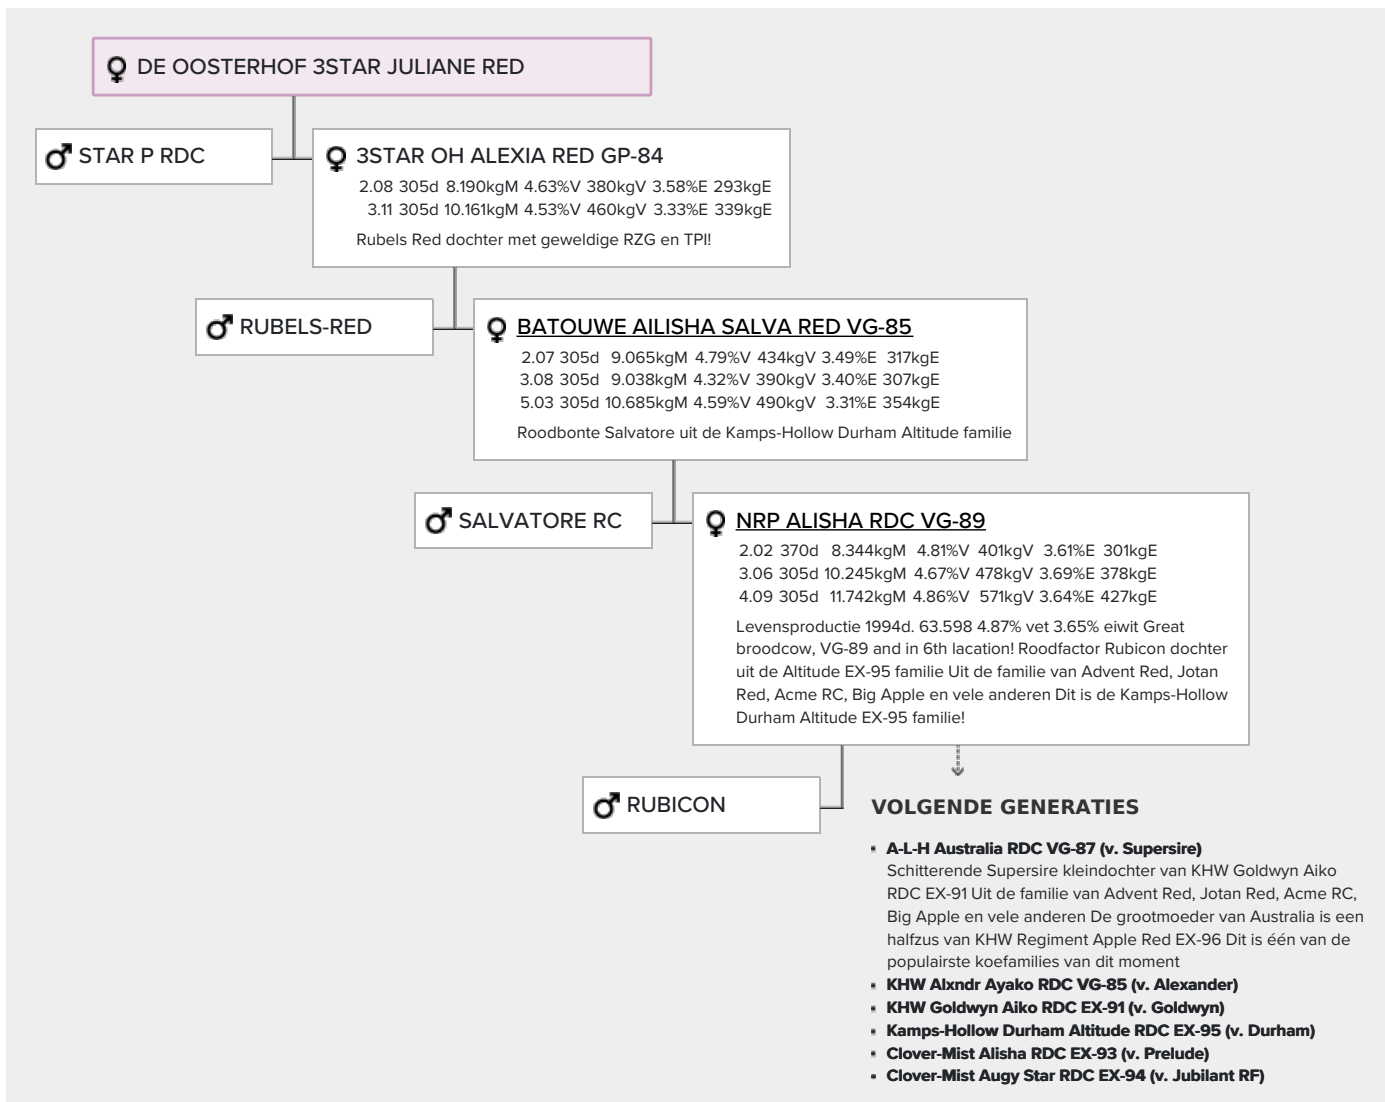 DE OOSTERHOF 3STAR JULIANE RED
STAR P RDC
3STAR OH ALEXIA RED GP-84
2.08 305d 8.190kgM 4.63%V 380kgV 3.58%E 293kgE
3.11 305d 10.161kgM 4.53%V 460kgV 3.33%E 339kgE
Rubels Red dochter met geweldige RZG en TPI!
RUBELS-RED
BATOUWE AILISHA SALVA RED VG-85
2.07 305d 9.065kgM 4.79%V 434kgV 3.49%E 317kgE
3.08 305d 9.038kgM 4.32%V 390kgV 3.40%E 307kgE
5.03 305d 10.685kgM 4.59%V 490kgV 3.31%E 354kgE
Roodbonte Salvatore uit de Kamps-Hollow Durham Altitude familie
SALVATORE RC
NRP ALISHA RDC VG-89
2.02 370d 8.344kgM 4.81%V 401kgV 3.61%E 301kgE
3.06 305d 10.245kgM 4.67%V 478kgV 3.69%E 378kgE
4.09 305d 11.742kgM 4.86%V 571kgV 3.64%E 427kgE
Levensproductie 1994d. 63.598 4.87% vet 3.65% eiwit Great
broodcow, VG-89 and in 6th lacation! Roodfactor Rubicon dochter
uit de Altitude EX-95 familie Uit de familie van Advent Red, Jotan
Red, Acme RC, Big Apple en vele anderen Dit is de Kamps-Hollow
Durham Altitude EX-95 familie!
RUBICON
VOLGENDE GENERATIES
▪ A-L-H Australia RDC VG-87 (v. Supersire)
Schitterende Supersire kleindochter van KHW Goldwyn Aiko
RDC EX-91 Uit de familie van Advent Red, Jotan Red, Acme RC,
Big Apple en vele anderen De grootmoeder van Australia is een
halfzus van KHW Regiment Apple Red EX-96 Dit is één van de
populairste koefamilies van dit moment
▪ KHW Alxndr Ayako RDC VG-85 (v. Alexander)
▪ KHW Goldwyn Aiko RDC EX-91 (v. Goldwyn)
▪ Kamps-Hollow Durham Altitude RDC EX-95 (v. Durham)
▪ Clover-Mist Alisha RDC EX-93 (v. Prelude)
▪ Clover-Mist Augy Star RDC EX-94 (v. Jubilant RF)